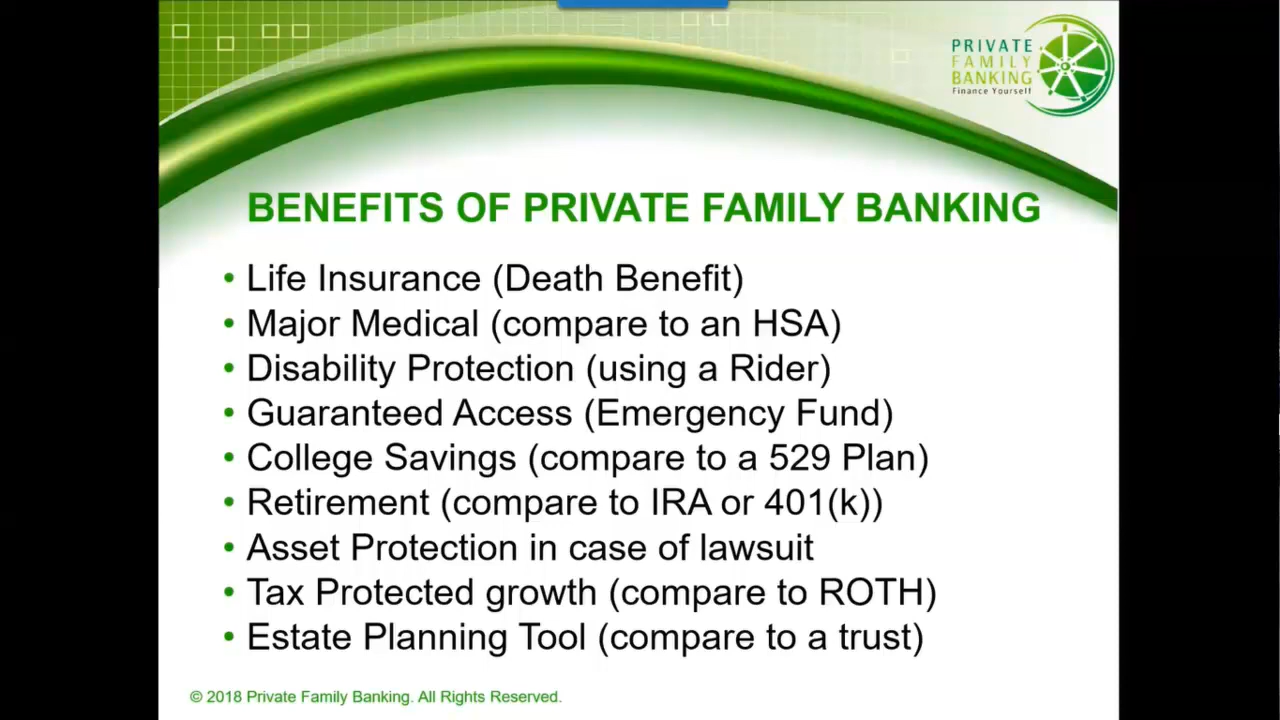 PRIVATE
FAMILY
BANKING
Finance Yourself
BENEFITS OF PRIVATE FAMILY BANKING
• Life Insurance (Death Benefit)
• Major Medical (compare to an HSA)
• Disability Protection (using a Rider)
• Guaranteed Access (Emergency Fund)
• College Savings (compare to a 529 Plan)
• Retirement (compare to IRA or 401(k))
• Asset Protection in case of lawsuit
• Tax Protected growth (compare to ROTH)
• Estate Planning Tool (compare to a trust)
© 2018 Private Family Banking. All Rights Reserved.